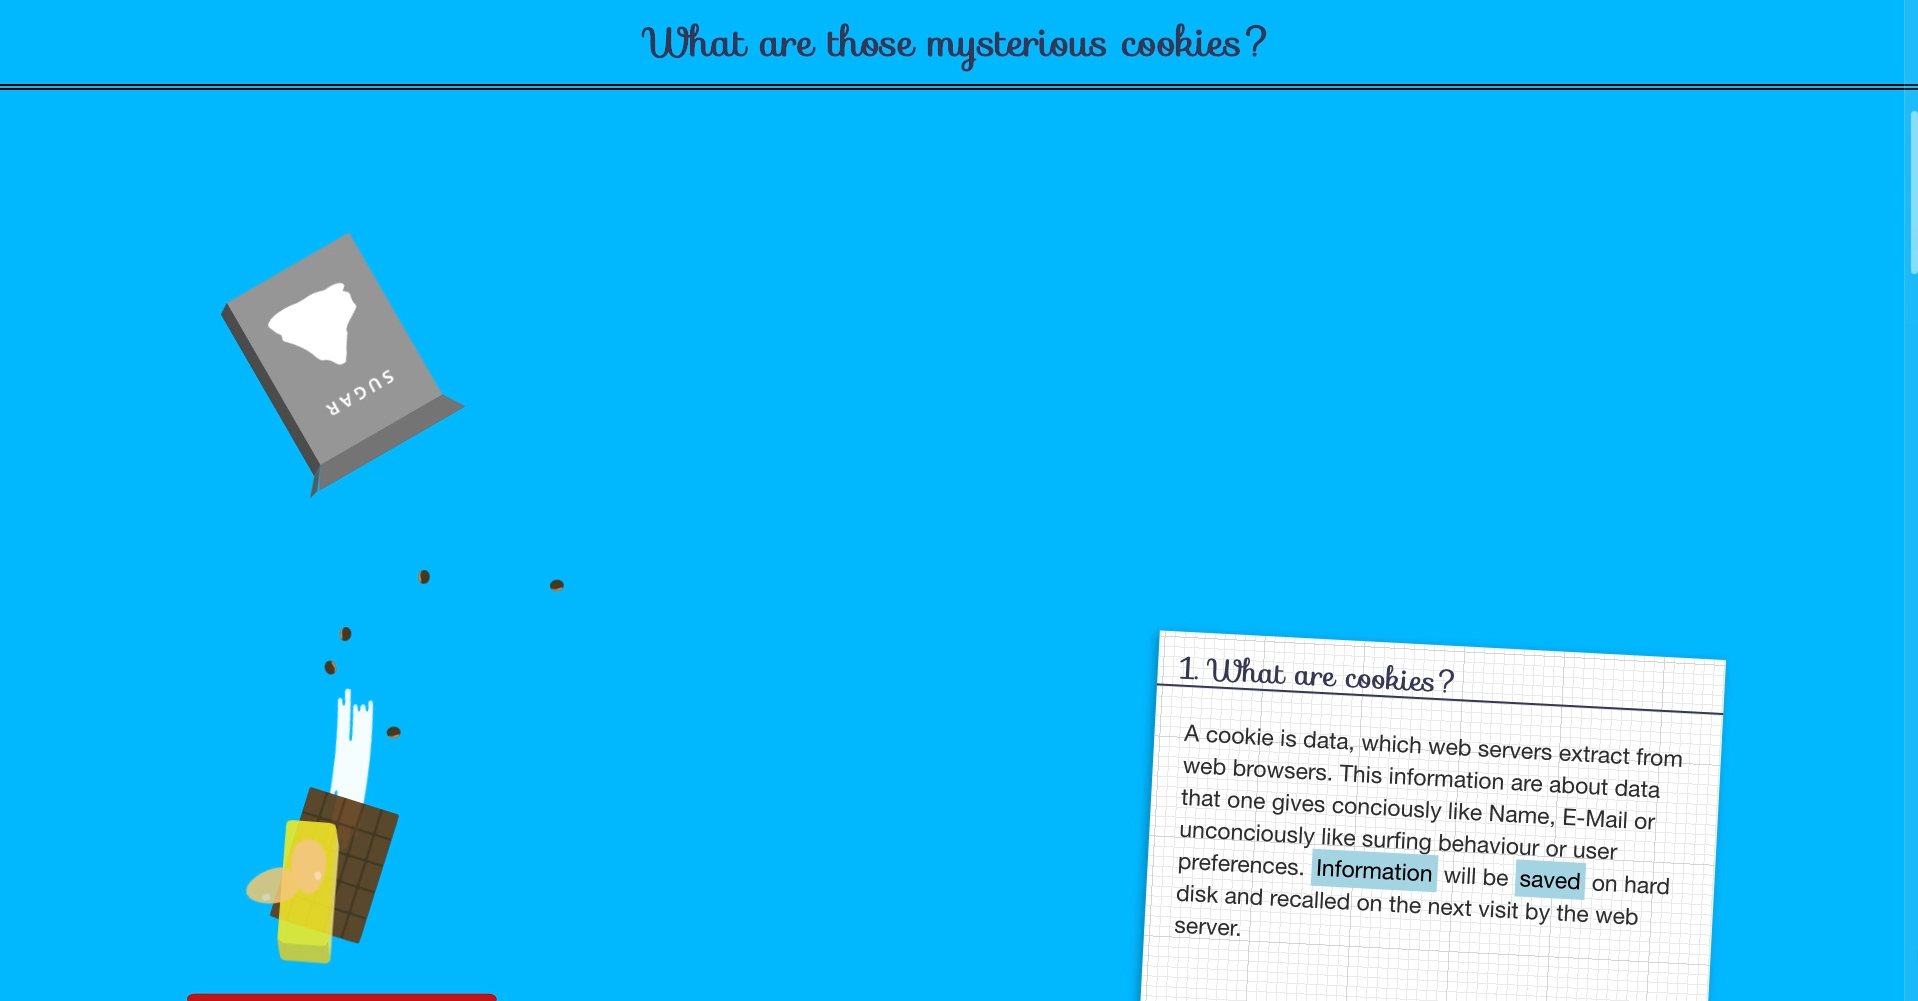 What are those mysterious cookies?
SUGAR
1. What are cookies?
A cookie is data, which web servers extract from
web browsers. This information are about data
that one gives conciously like Name, E-Mail or
unconciously like surfing behaviour or user
preferences. Information will be saved on hard
disk and recalled on the next visit by the web
server.